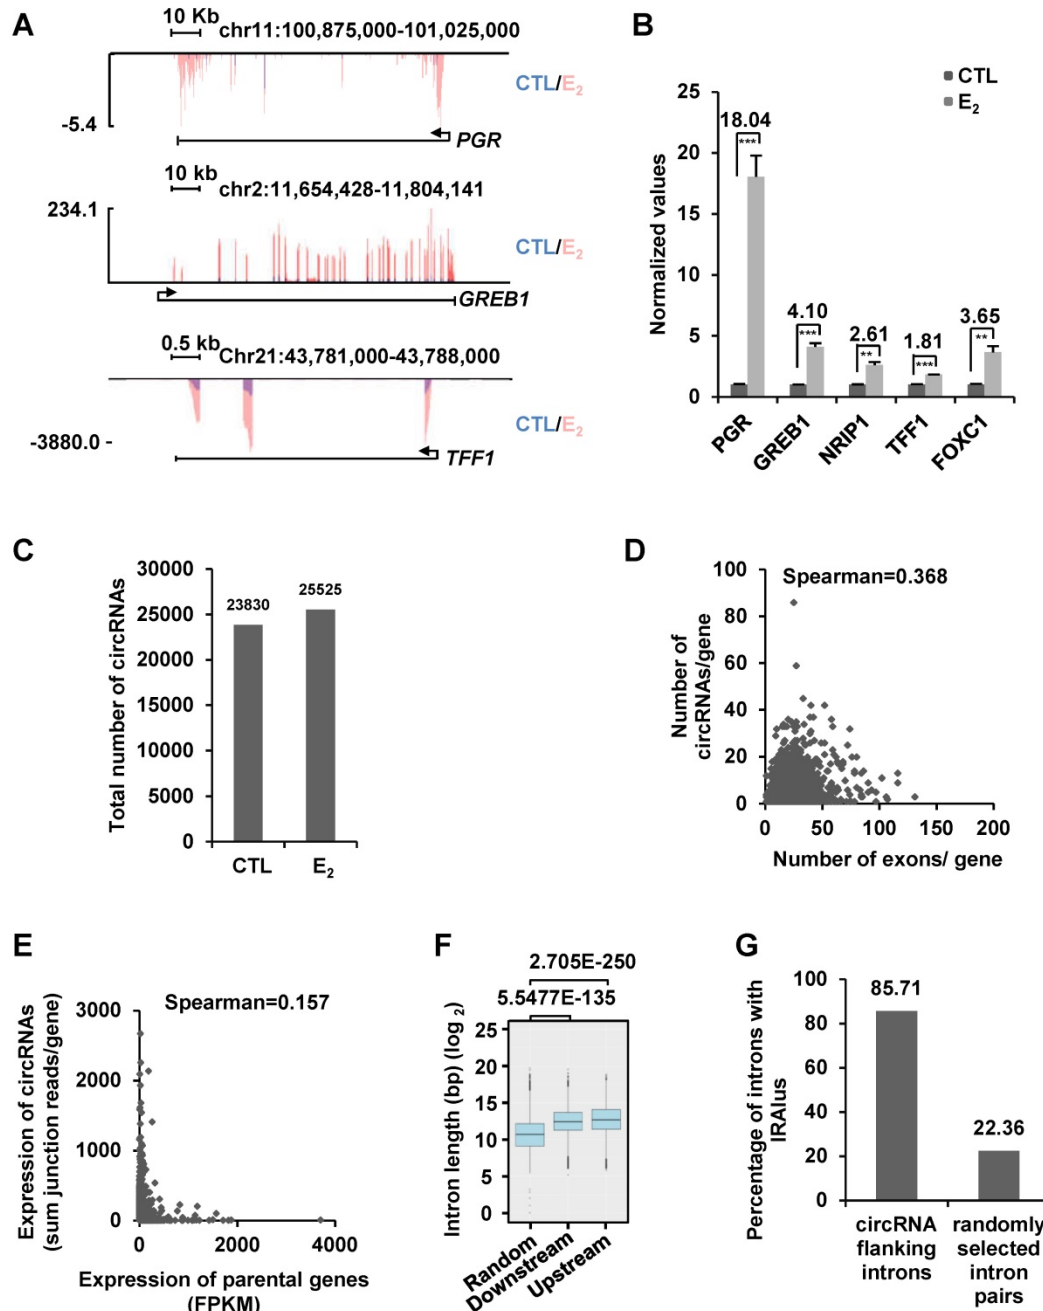 A
10 Kb
chr11:100,875,000-101,025,000
CTL/E2
-5.4
PGR
10 kb
chr2:11,654,428-11,804,141
234.1
CTL/E2
GREB1
0.5 kb
Chr21:43,781,000-43,788,000
CTL/E2
-3880.0
TFF1
B
CTL
E2
Normalized values
25
20
15
10
5
0
18.04
***
4.10
***
2.61
**
1.81
***
3.65
**
PGR
GREB1
NRIP1
TFF1
FOXC1
C
Total number of circRNAs
30000
25000
20000
15000
10000
5000
0
23830
25525
CTL
E2
D
Spearman=0.368
Number of
circRNAs/gene
100
80
60
40
20
0
0
50
100
150
200
Number of exons/ gene
E
Spearman=0.157
Expression of circRNAs
(sum junction reads/gene)
3000
2000
1000
0
0
2000
4000
Expression of parental genes
(FPKM)
F
2.705E-250
5.5477E-135
Intron length (bp) (log 2)
25
20
15
10
5
0
Random
Downstream
Upstream
G
Percentage of introns with
IRAlus
100
80
60
40
20
0
85.71
22.36
circRNA
flanking
introns
randomly
selected
intron
pairs